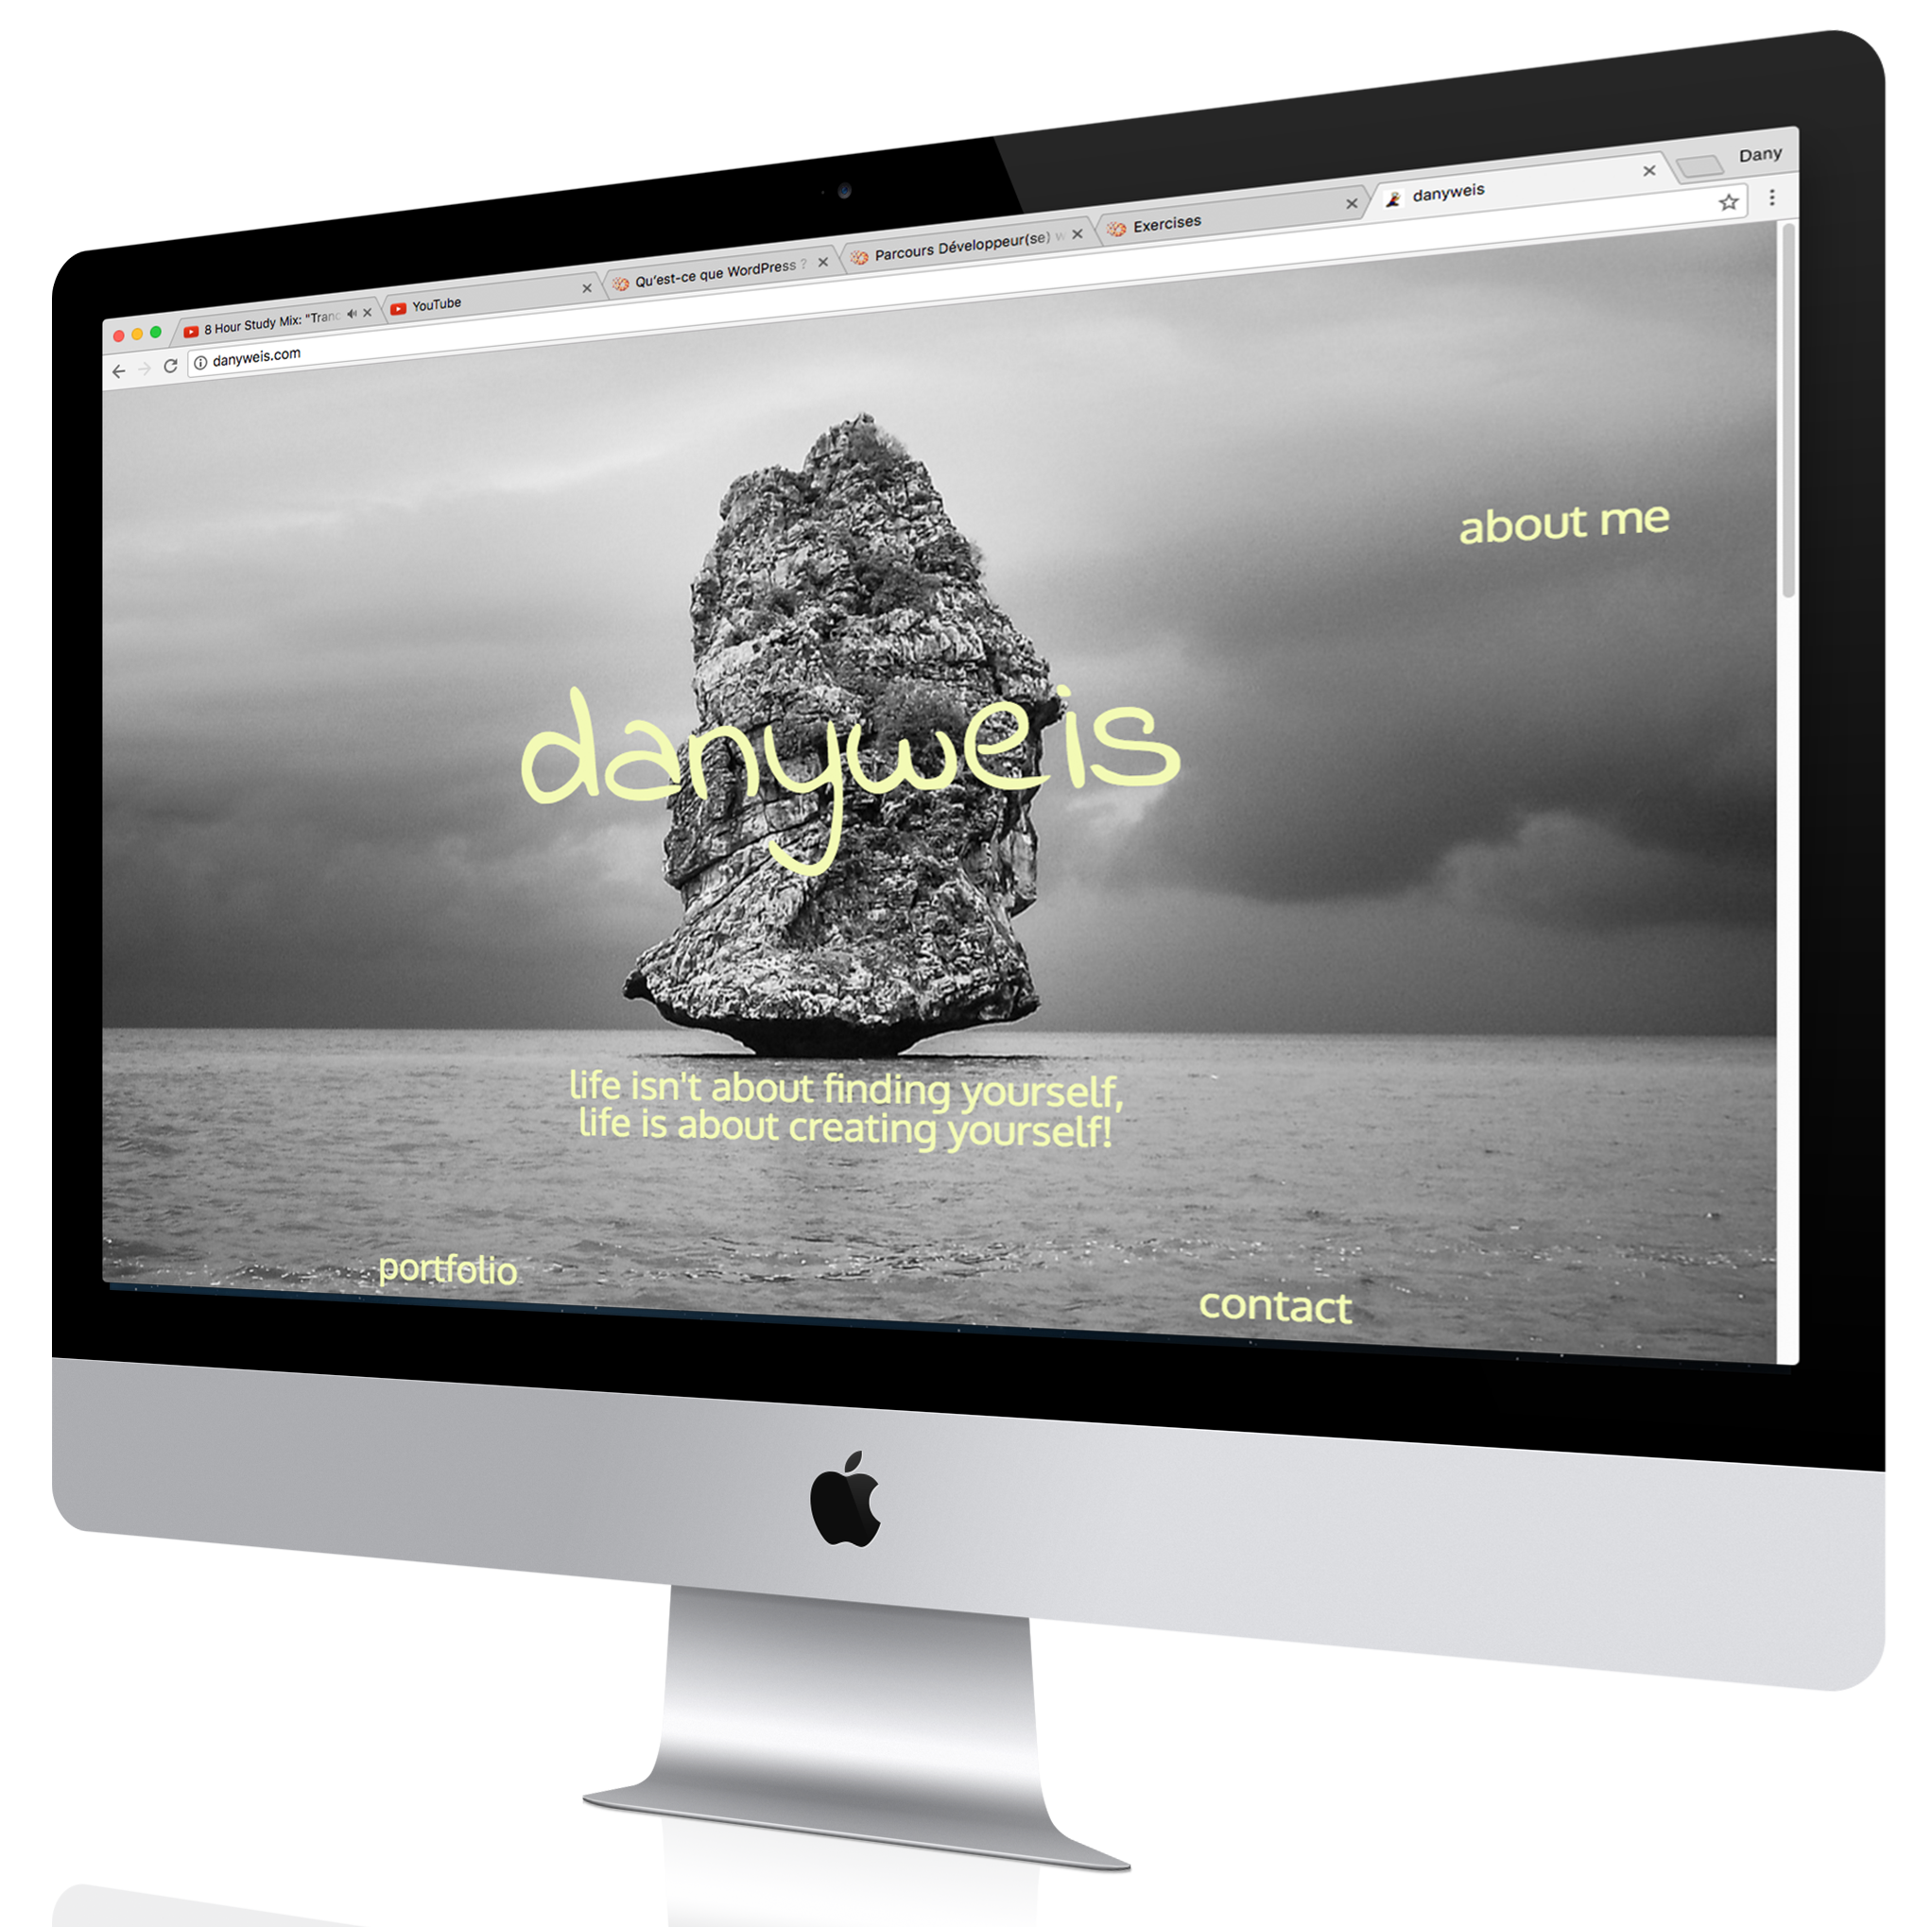 Dany
8 Hour Study Mix: "Tranc
YouTube
Qu'est-ce que WordPress ?
Parcours Développeur(se) w
Exercises
danyweis
danyweis.com
about me
danyweis
life isn't about finding yourself,
life is about creating yourself!
portfolio
contact